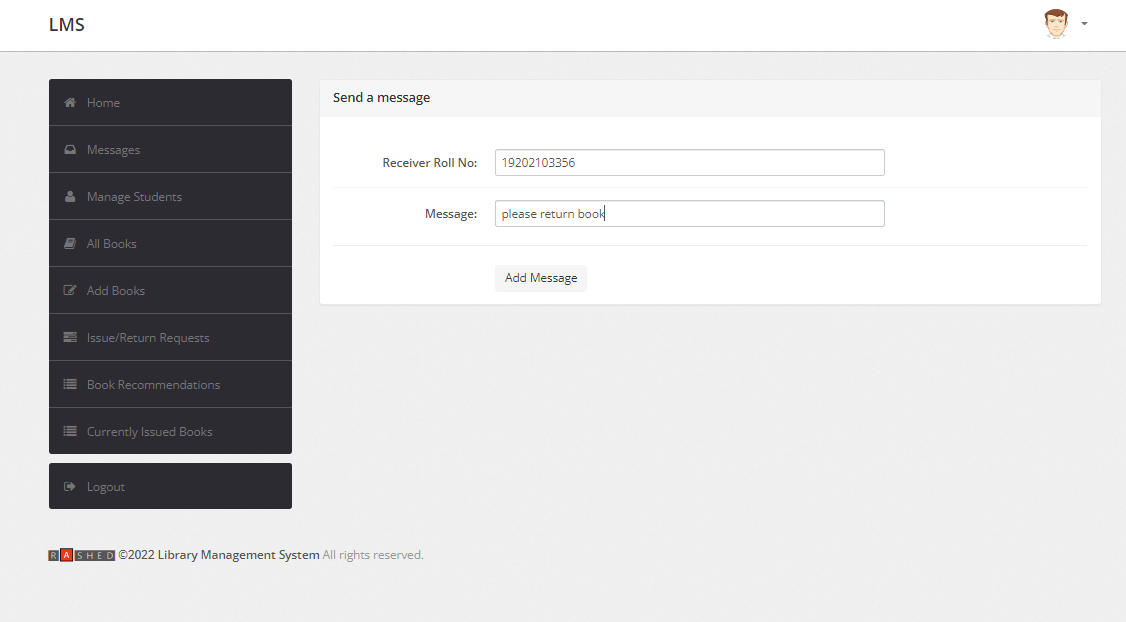 LMS
Home
Messages
Manage Students
All Books
Add Books
Issue/Return Requests
Book Recommendations
Currently Issued Books
Logout
Send a message
Receiver Roll No: 19202103356
Message: please return book
Add Message
RASHED ©2022 Library Management System All rights reserved.